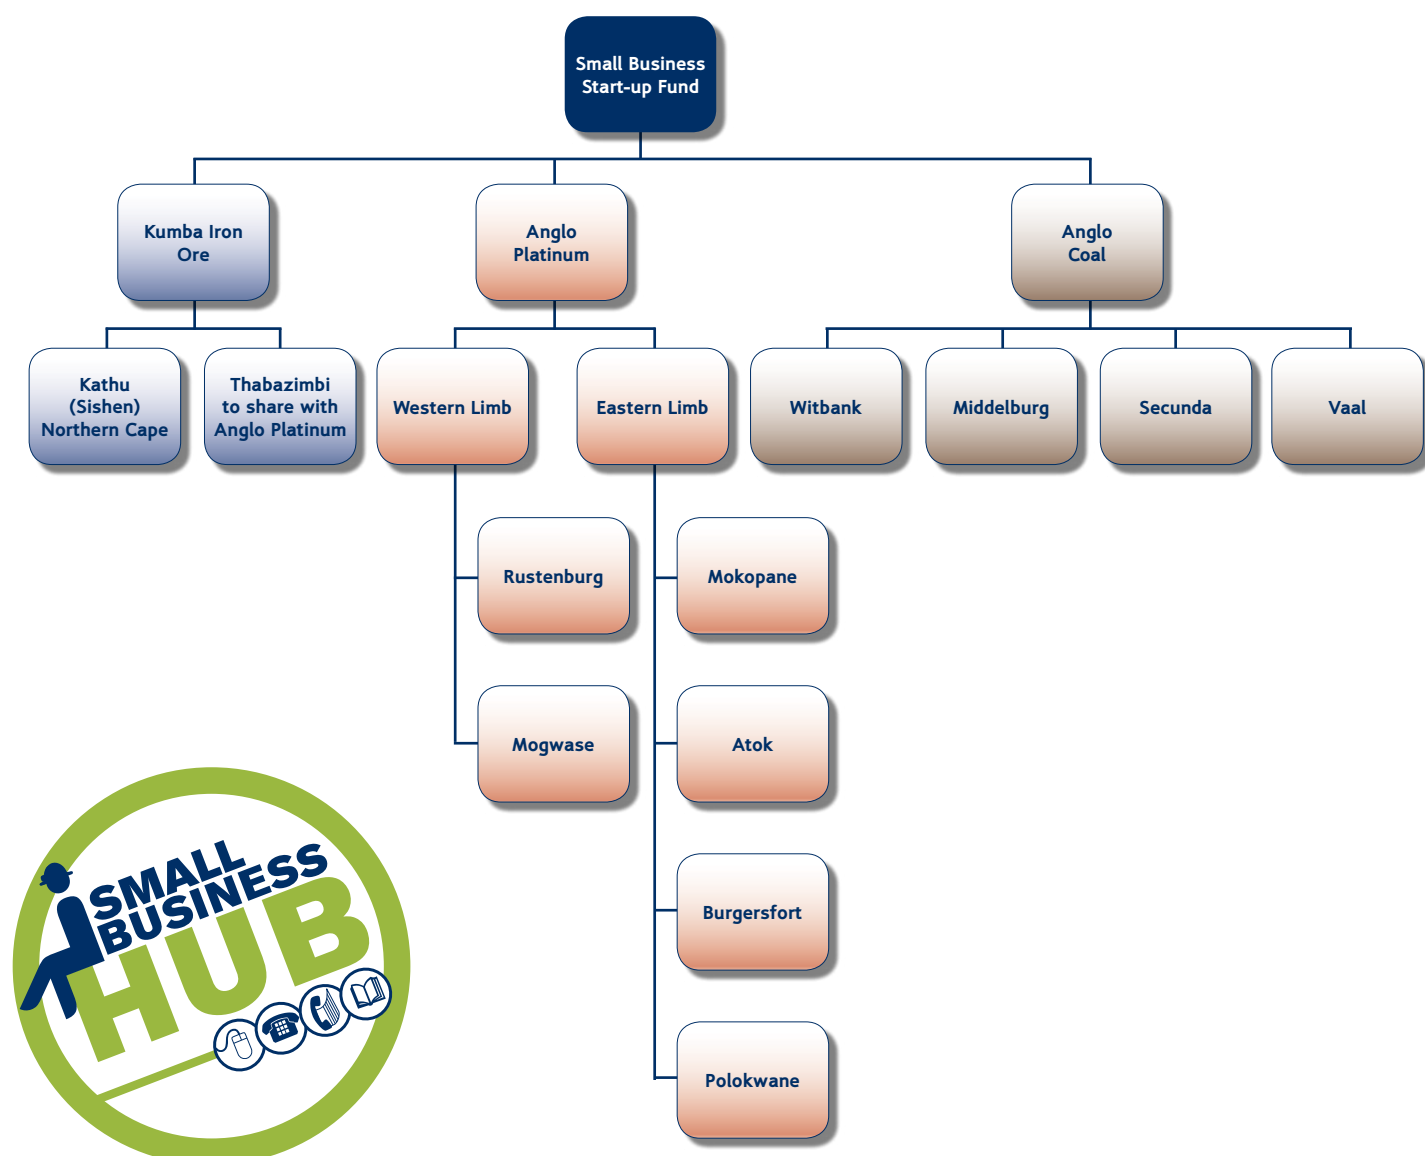 Small Business
Start-up Fund
Kumba Iron
Ore
Anglo
Platinum
Anglo
Coal
Kathu
(Sishen)
Northern Cape
Thabazimbi
to share with
Anglo Platinum
Western Limb
Eastern Limb
Witbank
Middelburg
Secunda
Vaal
Rustenburg
Mokopane
Mogwase
Atok
Burgersfort
Polokwane
SMALL
BUSINESS
HUB